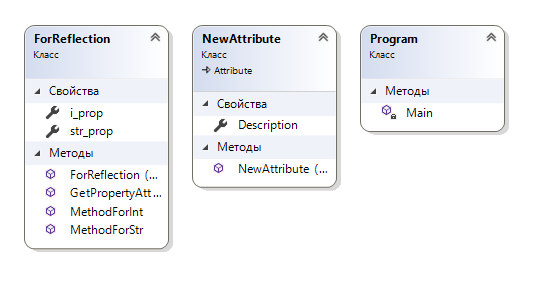 ForReflection
Класс
Свойства
i_prop
str_prop
Методы
ForReflection (...
GetPropertyAtt...
MethodForInt
MethodForStr
NewAttribute
Класс
Attribute
Свойства
Description
Методы
NewAttribute (...
Program
Класс
Методы
Main